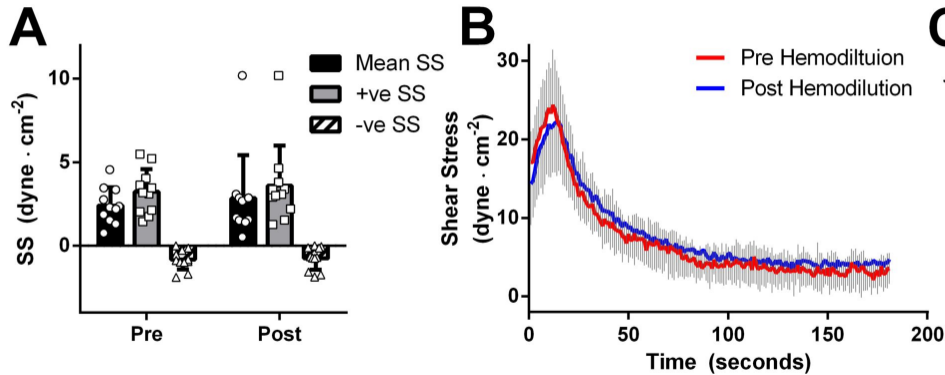 A
SS (dyne · cm⁻²)
10
5
0
Pre
Post
Mean SS
+ve SS
-ve SS
B
Shear Stress
(dyne · cm⁻²)
30
20
10
0
0
50
100
150
200
Time (seconds)
Pre Hemodiltuion
Post Hemodilution